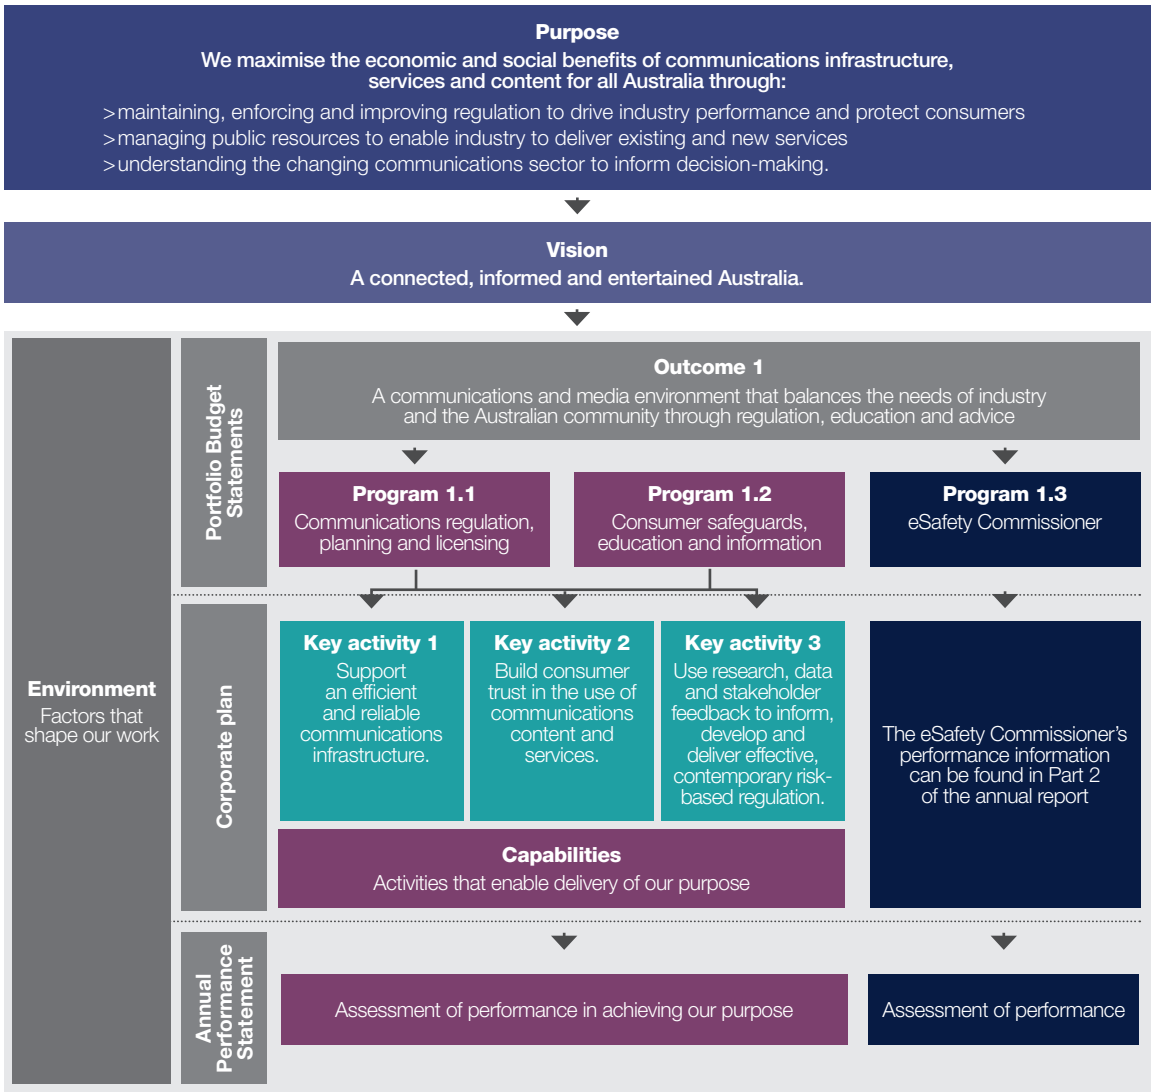 Purpose
We maximise the economic and social benefits of communications infrastructure,
services and content for all Australia through:
>maintaining, enforcing and improving regulation to drive industry performance and protect consumers
>managing public resources to enable industry to deliver existing and new services
>understanding the changing communications sector to inform decision-making.
Vision
A connected, informed and entertained Australia.
Environment
Factors that
shape our work
Portfolio Budget
Statements
Outcome 1
A communications and media environment that balances the needs of industry
and the Australian community through regulation, education and advice
Program 1.1
Communications regulation,
planning and licensing
Program 1.2
Consumer safeguards,
education and information
Program 1.3
eSafety Commissioner
Corporate plan
Key activity 1
Support
an efficient
and reliable
communications
infrastructure.
Key activity 2
Build consumer
trust in the use of
communications
content and
services.
Key activity 3
Use research, data
and stakeholder
feedback to inform,
develop and
deliver effective,
contemporary risk-
based regulation.
The eSafety Commissioner's
performance information
can be found in Part 2
of the annual report
Capabilities
Activities that enable delivery of our purpose
Annual
Performance
Statement
Assessment of performance in achieving our purpose
Assessment of performance